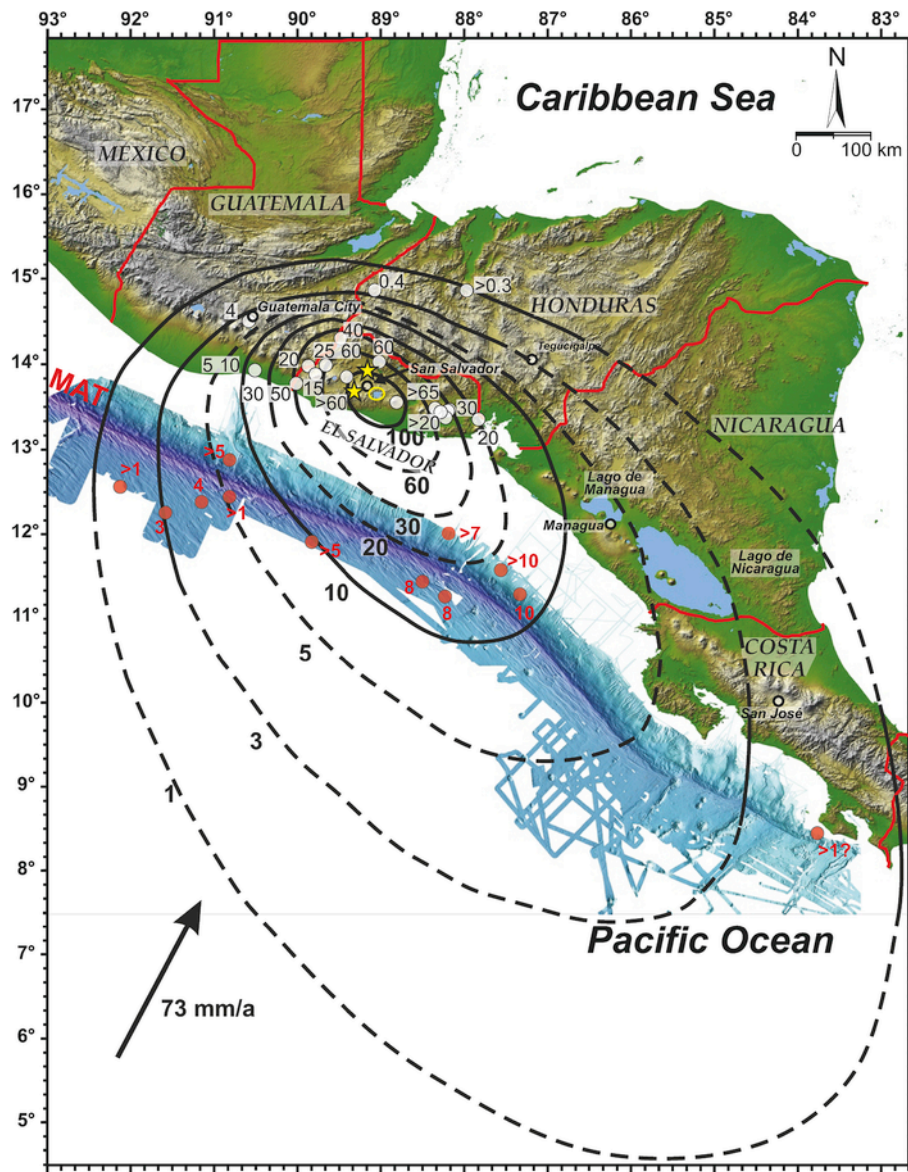 93° 92° 91° 90° 89° 88° 87° 86° 85° 84° 83°
17°
16°
15°
14°
13°
12°
11°
10°
9°
8°
7°
6°
5°
Caribbean Sea
N
0 100 km
MEXICO
GUATEMALA
HONDURAS
0.4
>0.3
4
Guatemala City
Tegucigalpa
40
20
25
60
60
San Salvador
5
10
30
50
15
>60
>65
30
>20
20
MAT
EL SALVADOR
100
NICARAGUA
60
Lago de
Managua
Managua
Lago de
Nicaragua
>1
>5
4
3
>1
30
>7
20
>5
>10
8
8
10
10
5
COSTA
RICA
San José
3
1
>1?
Pacific Ocean
73 mm/a